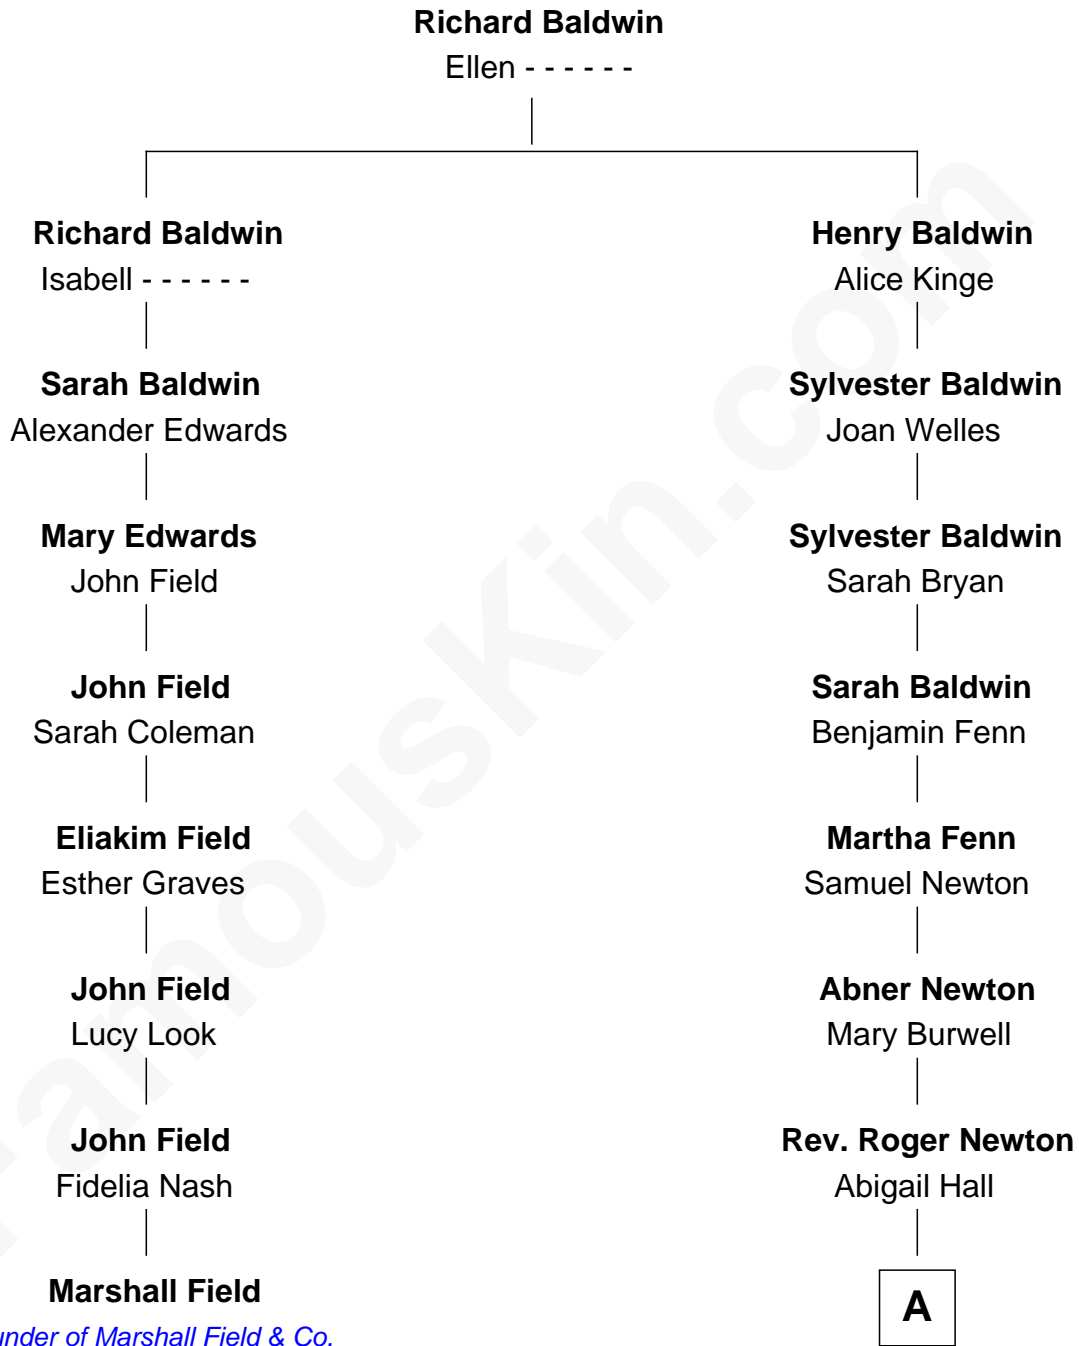 Richard Baldwin
Ellen - - - - - -
Richard Baldwin
Isabell - - - - - -
Henry Baldwin
Alice Kinge
Sarah Baldwin
Alexander Edwards
Sylvester Baldwin
Joan Welles
Mary Edwards
John Field
Sylvester Baldwin
Sarah Bryan
John Field
Sarah Coleman
Sarah Baldwin
Benjamin Fenn
Eliakim Field
Esther Graves
Martha Fenn
Samuel Newton
John Field
Lucy Look
Abner Newton
Mary Burwell
John Field
Fidelia Nash
Rev. Roger Newton
Abigail Hall
Marshall Field
under of Marshall Field & Co.
A
FamousKin.com